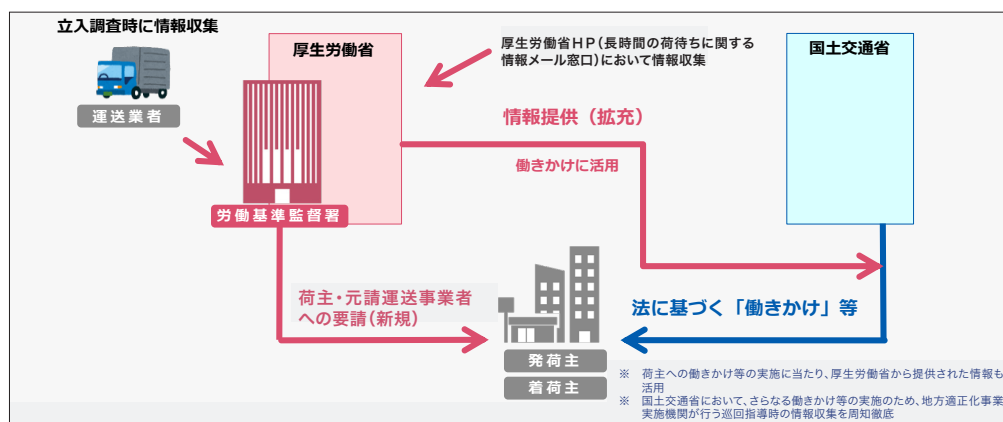 立入調査時に情報収集
運送業者
厚生労働省
労働基準監督署
厚生労働省HP(長時間の荷待ちに関する
情報メール窓口)において情報収集
国土交通省
情報提供（拡充）
働きかけに活用
荷主・元請運送事業者
への要請(新規)
法に基づく「働きかけ」等
発荷主
着荷主
※　荷主への働きかけ等の実施に当たり、厚生労働省から提供された情報も
活用
※　国土交通省において、さらなる働きかけ等の実施のため、地方適正化事業
実施機関が行う巡回指導時の情報収集を周知徹底